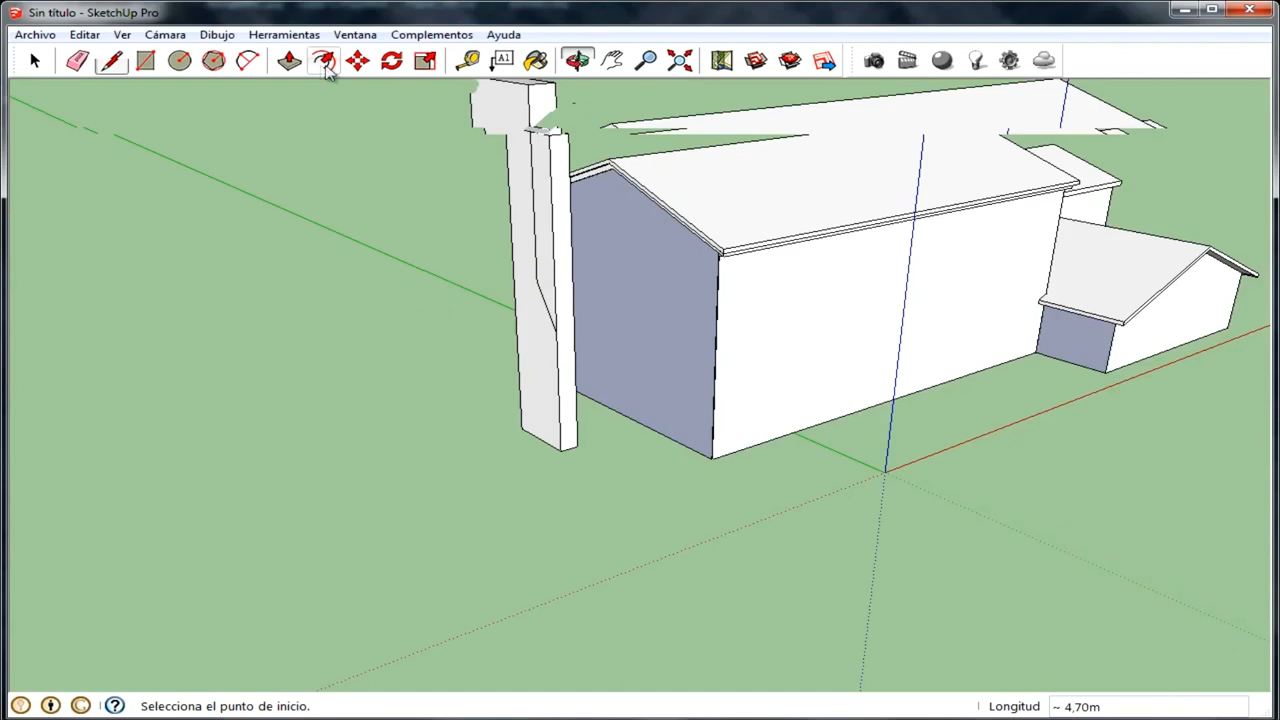 Sin título - SketchUp Pro
Archivo Editar Ver Cámara Dibujo Herramientas Ventana Complementos Ayuda
A1
Selecciona el punto de inicio. Longitud ~ 4,70m